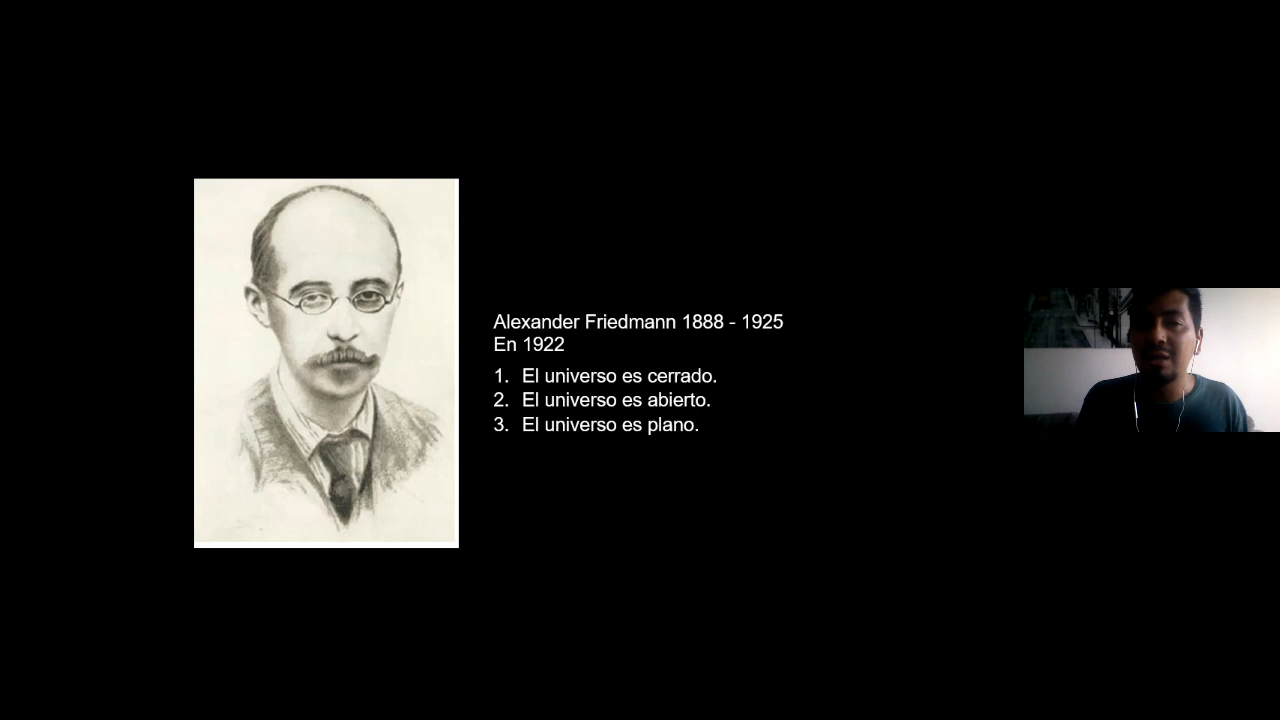 Alexander Friedmann 1888 - 1925
En 1922
1. El universo es cerrado.
2. El universo es abierto.
3. El universo es plano.